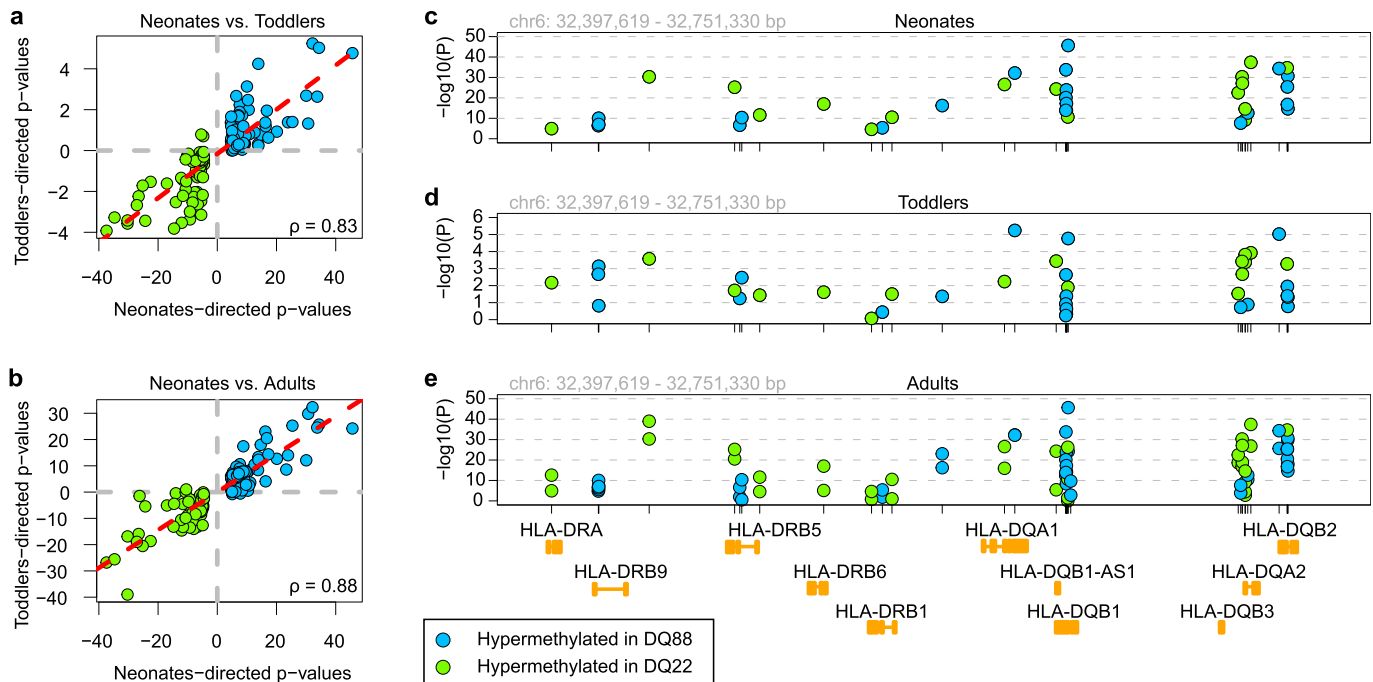 a
Neonates vs. Toddlers
Toddlers−directed p−values
4
2
0
−2
−4
ρ = 0.83
−40 −20 0 20 40
Neonates−directed p−values
b
Neonates vs. Adults
Toddlers−directed p−values
30
20
10
0
−10
−20
−30
−40
ρ = 0.88
−40 −20 0 20 40
Neonates−directed p−values
c
chr6: 32,397,619 - 32,751,330 bp
Neonates
−log10(P)
50
40
30
20
10
0
d
chr6: 32,397,619 - 32,751,330 bp
Toddlers
−log10(P)
6
5
4
3
2
1
0
e
chr6: 32,397,619 - 32,751,330 bp
Adults
−log10(P)
50
40
30
20
10
0
HLA-DRA HLA-DRB5 HLA-DQA1 HLA-DQB2
HLA-DRB9 HLA-DRB6 HLA-DQB1-AS1 HLA-DQA2
HLA-DRB1 HLA-DQB1 HLA-DQB3
Hypermethylated in DQ88
Hypermethylated in DQ22